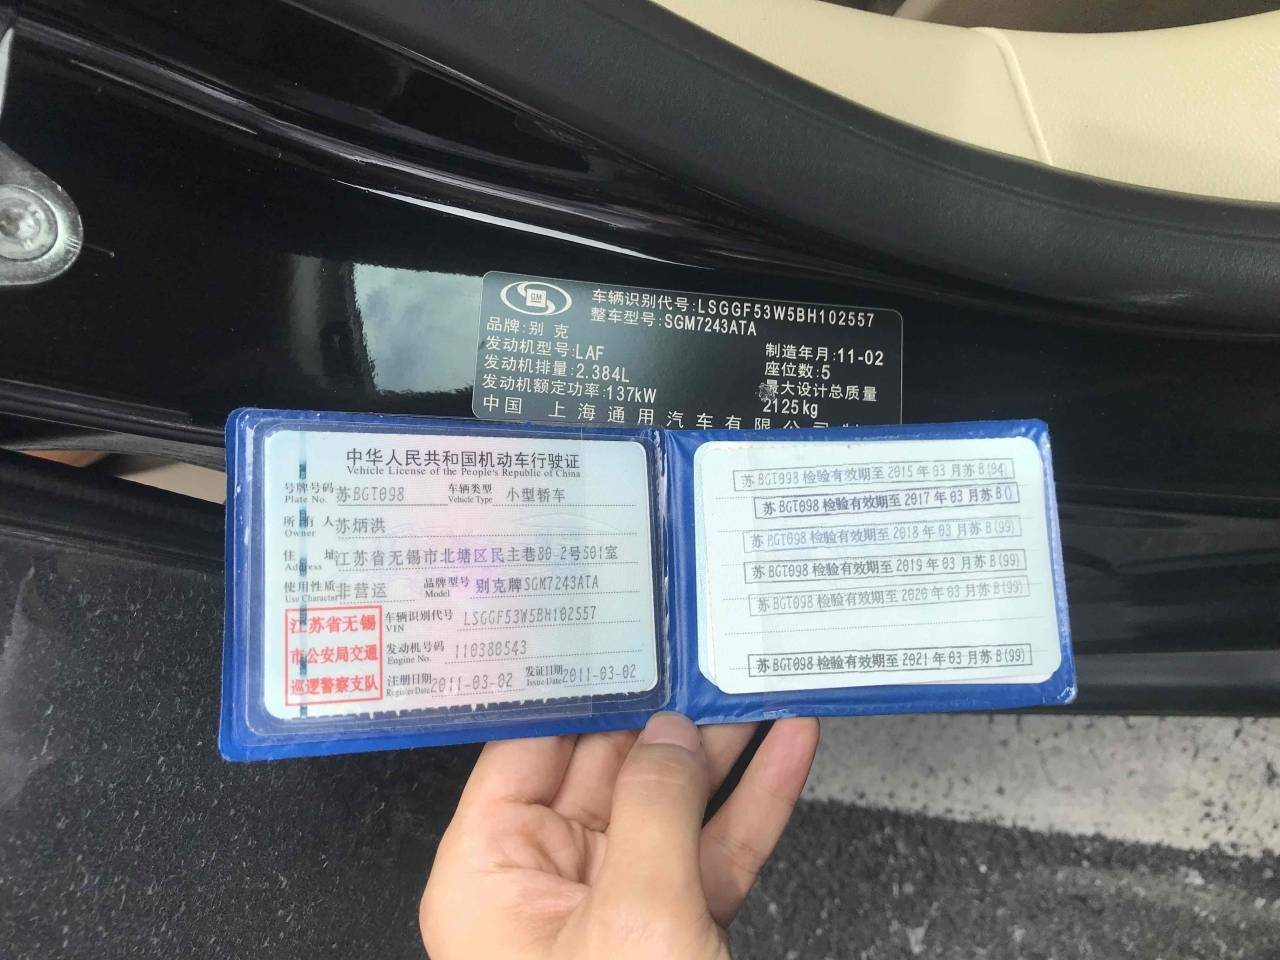 GM
车辆识别代号:LSGGF53W5BH102557
整车型号:SGM7243ATA
品牌:别克
发动机型号:LAF
制造年月:11-02
发动机排量:2.384L
座位数:5
发动机额定功率:137kW
最大设计总质量
2125kg
中国 上海通用汽车有限公司
中华人民共和国机动车行驶证
Vehicle License of the People's Republic of China
号牌号码 苏BGT098 车辆类型 小型轿车
Plate No. Vehicle Type
所有人 苏炳洪
Owner
住址 江苏省无锡市北塘区民主巷80-2号501室
Address
使用性质 非营运 品牌型号 别克牌SGM7243ATA
Use Character Model
江苏省无锡
市公安局交通
巡逻警察支队
车辆识别代号 LSGGF53W5BH102557
VIN
发动机号码 110380543
Engine No.
注册日期 2011-03-02 发证日期 2011-03-02
Register Date Issue Date
苏BGT098 检验有效期至 2015年 03月苏B(94)
苏BGT098 检验有效期至 2017年 03月苏B()
苏BGT098 检验有效期至 2018年 03月苏B(99)
苏BGT098 检验有效期至 2019年 03月苏B(99)
苏BGT098 检验有效期至 2020年 03月苏B(99)
苏BGT098 检验有效期至 2021年 03月苏B(99)